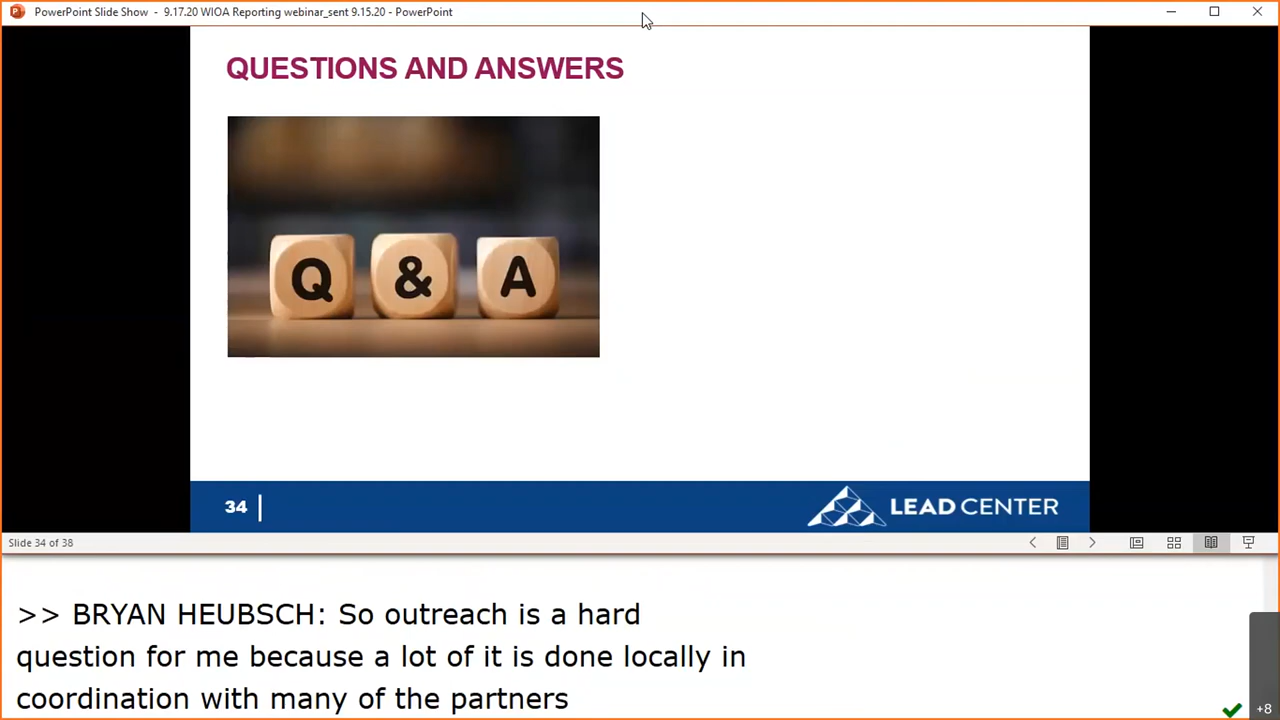 PowerPoint Slide Show - 9.17.20 WIOA Reporting webinar_sent 9.15.20 - PowerPoint
QUESTIONS AND ANSWERS
Q & A
34
LEAD CENTER
Slide 34 of 38
>> BRYAN HEUBSCH: So outreach is a hard
question for me because a lot of it is done locally in
coordination with many of the partners
+8